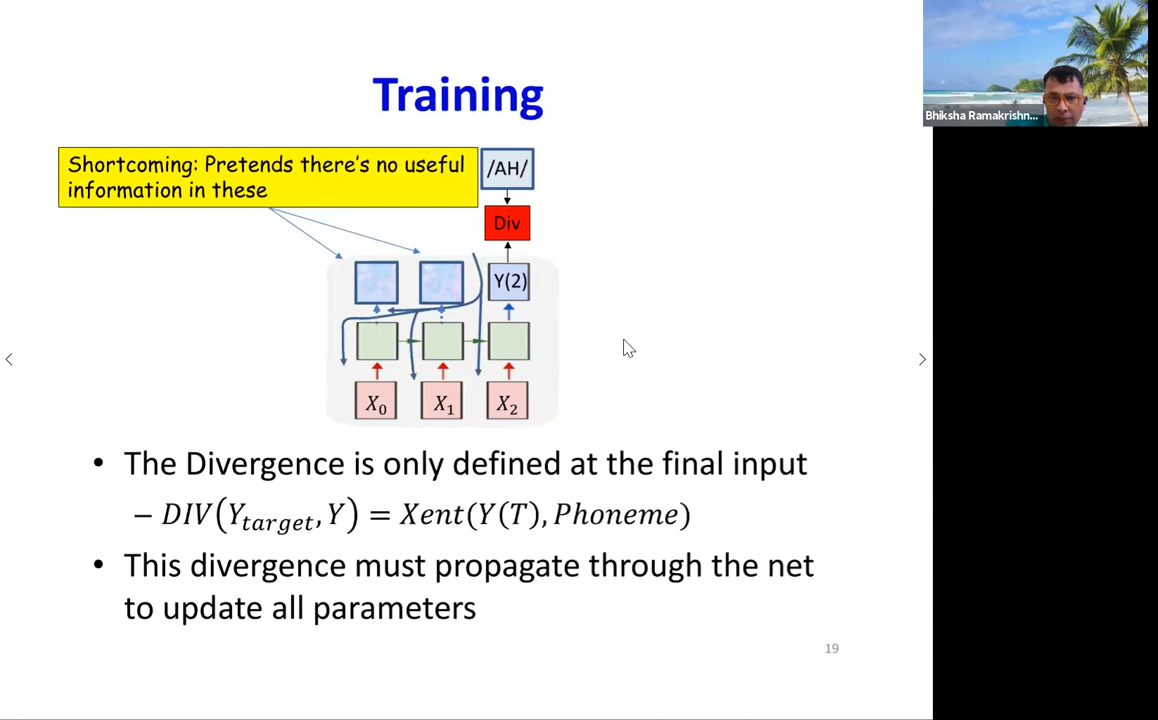 Training
Bhiksha Ramakrishn...
Shortcoming: Pretends there's no useful
information in these
/AH/
Div
Y(2)
X₀ X₁ X₂
• The Divergence is only defined at the final input
– DIV(Y_target, Y) = Xent(Y(T), Phoneme)
• This divergence must propagate through the net
to update all parameters
19